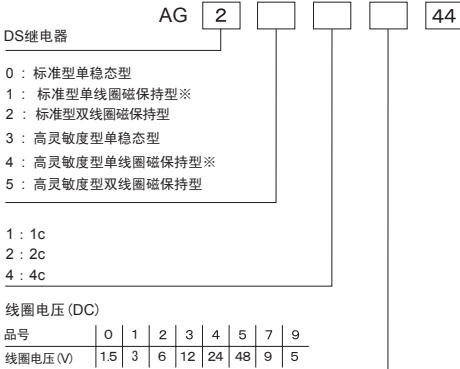 AG 2 44
DS继电器
0 : 标准型单稳态型
1 : 标准型单线圈磁保持型※
2 : 标准型双线圈磁保持型
3 : 高灵敏度型单稳态型
4 : 高灵敏度型单线圈磁保持型※
5 : 高灵敏度型双线圈磁保持型
1 : 1c
2 : 2c
4 : 4c
线圈电压(DC)
品号 0 1 2 3 4 5 7 9
线圈电压(V) 1.5 3 6 12 24 48 9 5